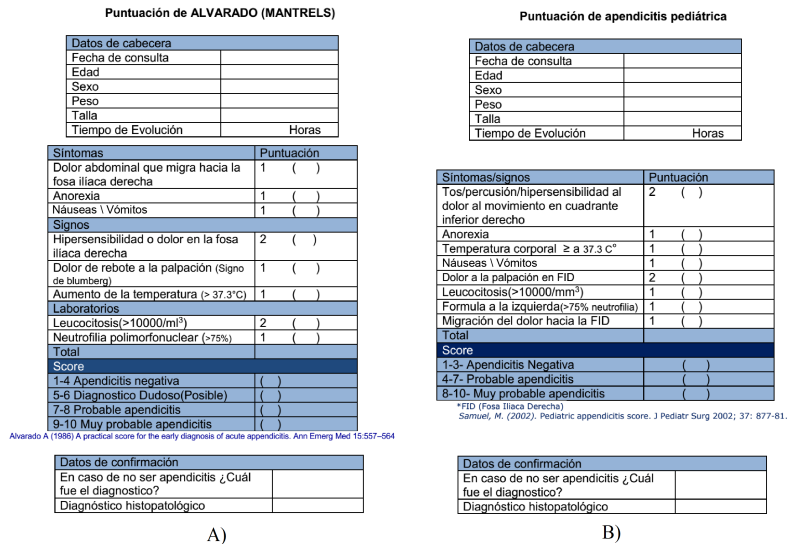 Puntuación de ALVARADO (MANTRELS)
Datos de cabecera
Fecha de consulta
Edad
Sexo
Peso
Talla
Tiempo de Evolución Horas
Síntomas Puntuación
Dolor abdominal que migra hacia la
fosa iliaca derecha 1 ( )
Anorexia 1 ( )
Náuseas \ Vómitos 1 ( )
Signos
Hipersensibilidad o dolor en la fosa
iliaca derecha 2 ( )
Dolor de rebote a la palpación (Signo
de blumberg) 1 ( )
Aumento de la temperatura (> 37.3°C) 1 ( )
Laboratorios
Leucocitosis(>10000/ml³) 2 ( )
Neutrofilia polimorfonuclear (>75%) 1 ( )
Total
Score
1-4 Apendicitis negativa ( )
5-6 Diagnostico Dudoso(Posible) ( )
7-8 Probable apendicitis ( )
9-10 Muy probable apendicitis ( )
Alvarado A (1986) A practical score for the early diagnosis of acute appendicitis. Ann Emerg Med 15:557–564
Datos de confirmación
En caso de no ser apendicitis ¿Cuál
fue el diagnostico?
Diagnóstico histopatológico
A)
Puntuación de apendicitis pediátrica
Datos de cabecera
Fecha de consulta
Edad
Sexo
Peso
Talla
Tiempo de Evolución Horas
Síntomas/signos Puntuación
Tos/percusión/hipersensibilidad al
dolor al movimiento en cuadrante
inferior derecho 2 ( )
Anorexia 1 ( )
Temperatura corporal ≥ a 37.3 C° 1 ( )
Náuseas \ Vómitos 1 ( )
Dolor a la palpación en FID 2 ( )
Leucocitosis(>10000/mm³) 1 ( )
Formula a la izquierda(>75% neutrofilia) 1 ( )
Migración del dolor hacia la FID 1 ( )
Total
Score
1-3- Apendicitis Negativa ( )
4-7- Probable apendicitis ( )
8-10- Muy probable apendicitis ( )
*FID (Fosa Iliaca Derecha)
Samuel, M. (2002). Pediatric appendicitis score. J Pediatr Surg 2002; 37: 877-81.
Datos de confirmación
En caso de no ser apendicitis ¿Cuál
fue el diagnostico?
Diagnóstico histopatológico
B)